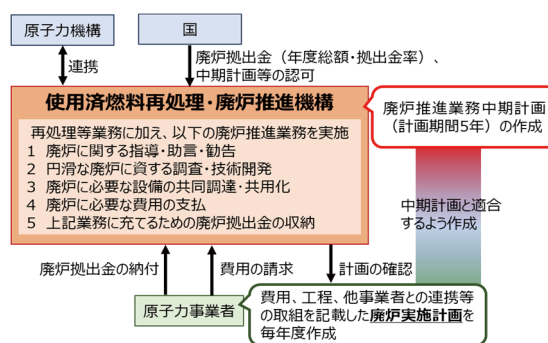 原子力機構
国
連携
廃炉拠出金（年度総額・拠出金率）、
中期計画等の認可
使用済燃料再処理・廃炉推進機構
再処理等業務に加え、以下の廃炉推進業務を実施
1 廃炉に関する指導・助言・勧告
2 円滑な廃炉に資する調査・技術開発
3 廃炉に必要な設備の共同調達・共用化
4 廃炉に必要な費用の支払
5 上記業務に充てるための廃炉拠出金の収納
廃炉推進業務中期計画
（計画期間5年）の作成
中期計画と適合
するよう作成
廃炉拠出金の納付
費用の請求
計画の確認
原子力事業者
費用、工程、他事業者との連携等
の取組を記載した廃炉実施計画を
毎年度作成